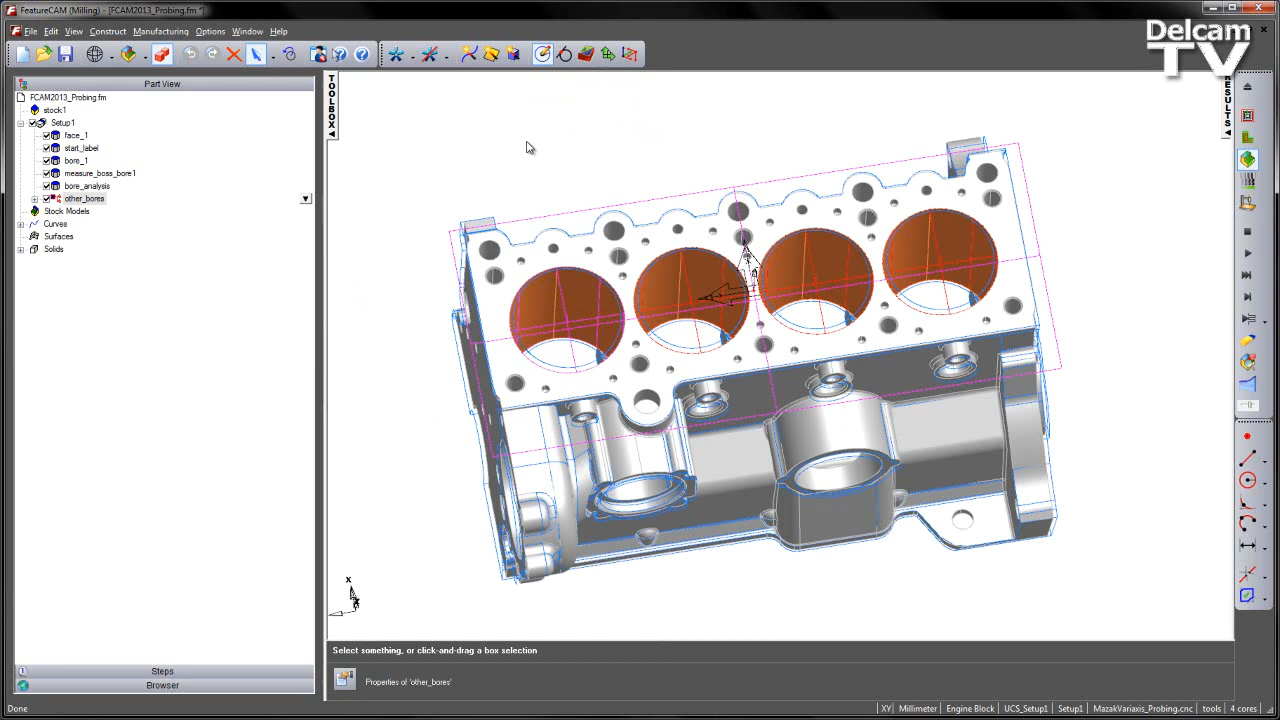 FeatureCAM (Milling) - [FCAM2013_Probing.fm *]
File Edit View Construct Manufacturing Options Window Help
Delcam
TV
Part View
FCAM2013_Probing.fm
stock1
Setup1
face_1
start_label
bore_1
measure_boss_bore1
bore_analysis
other_bores
Stock Models
Curves
Surfaces
Solids
TOOLBOX
RESULTS
X
Select something, or click-and-drag a box selection
Steps
Properties of 'other_bores'
Browser
Done
XY Millimeter Engine Block UCS_Setup1 Setup1 MazakVariaxis_Probing.cnc tools 4 cores